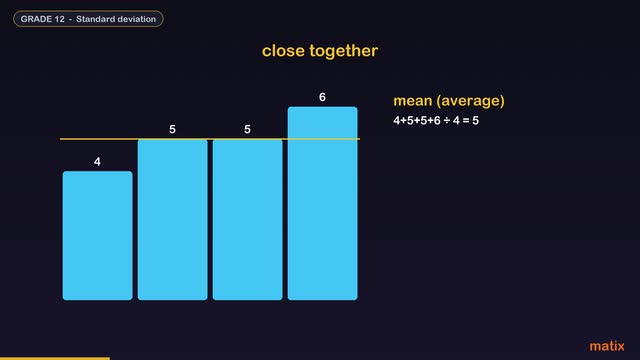 GRADE 12 - Standard deviation
close together
6
mean (average)
4+5+5+6 ÷ 4 = 5
5
5
4
matix